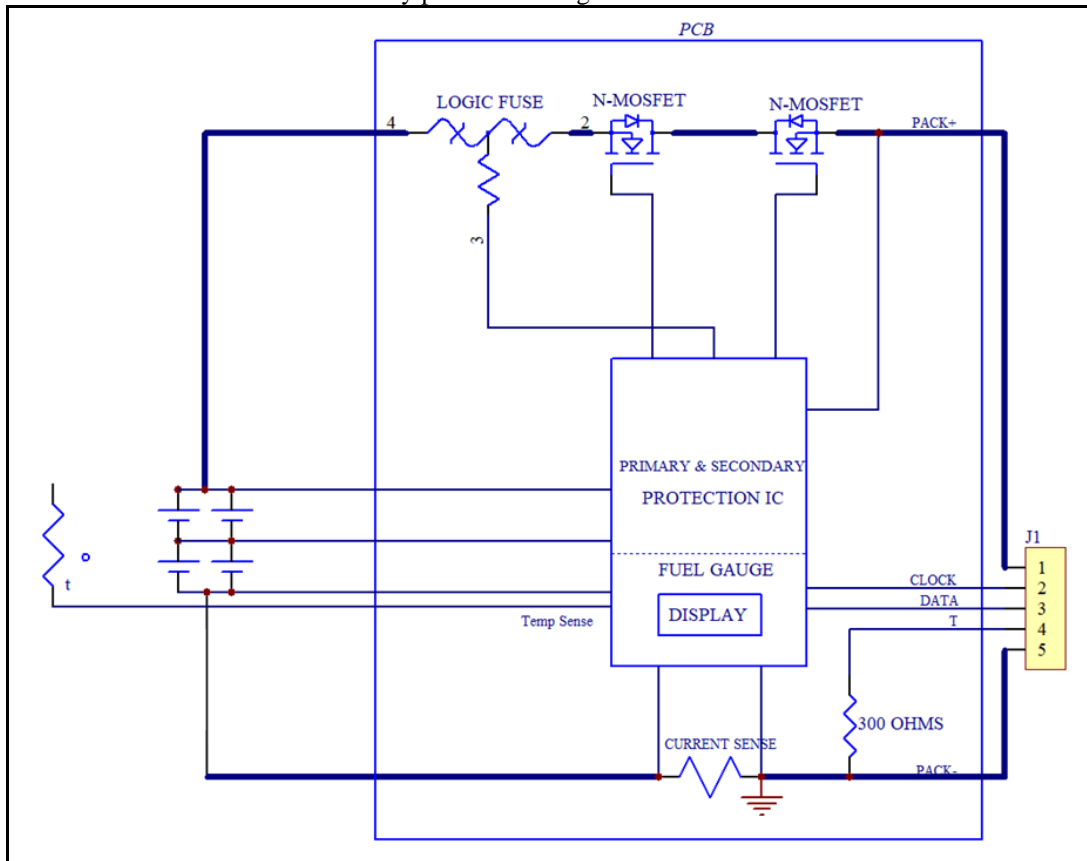 PCB
LOGIC FUSE
N-MOSFET
N-MOSFET
4
2
PACK+
3
PRIMARY & SECONDARY
PROTECTION IC
J1
t
FUEL GAUGE
1
CLOCK
2
DISPLAY
DATA
3
Temp Sense
T
4
5
300 OHMS
CURRENT SENSE
PACK-